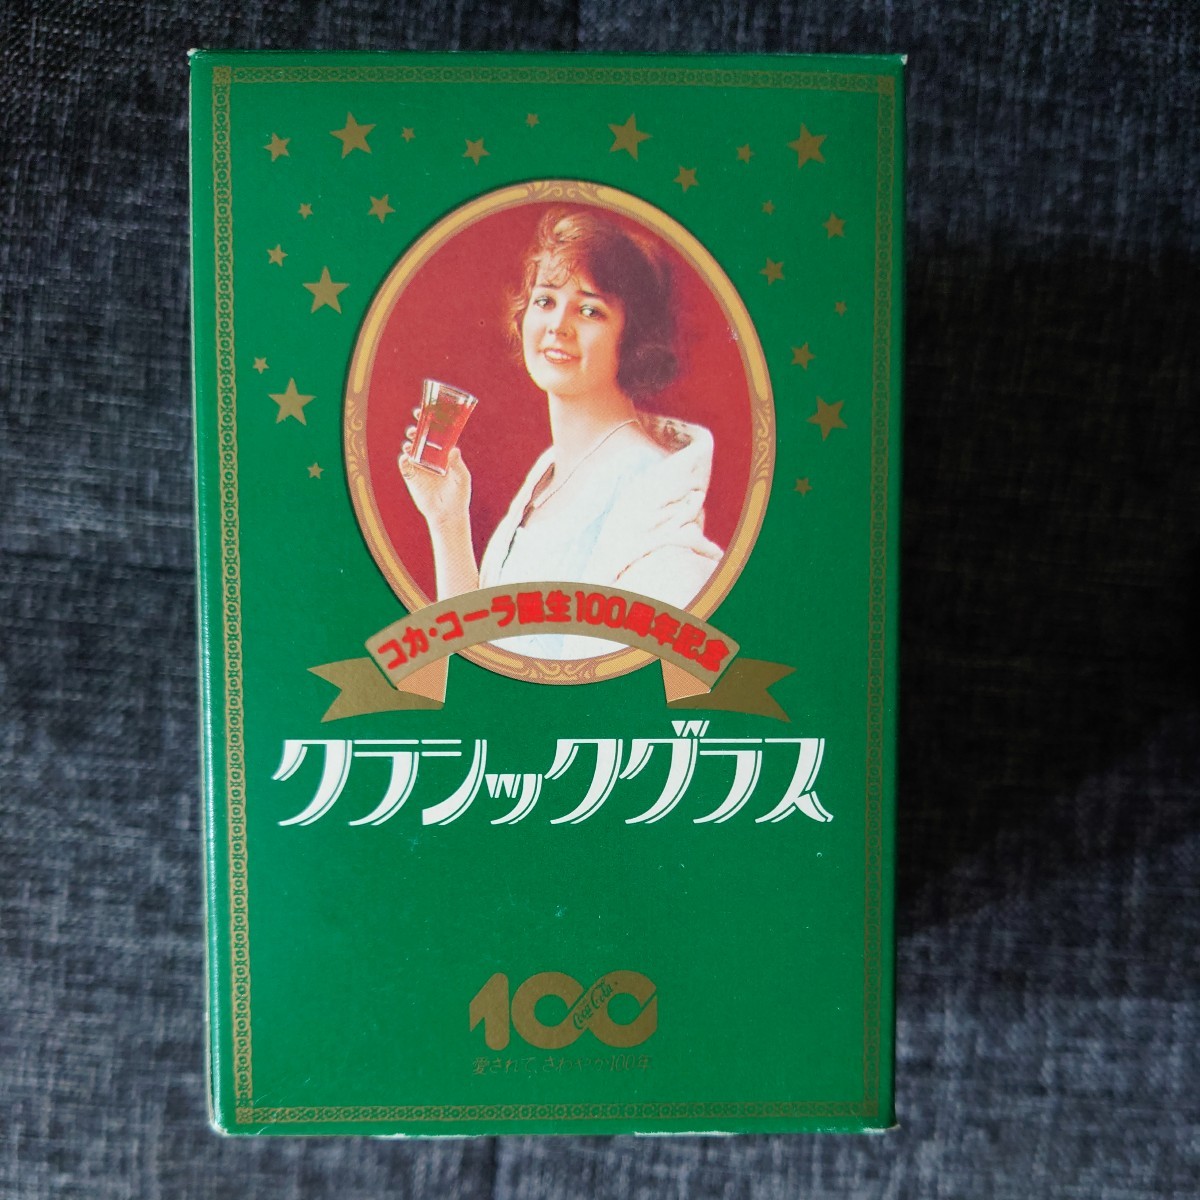 コカ・コーラ誕生100周年記念
クラシックグラス
100
Coca-Cola
愛されて、さわやか100年